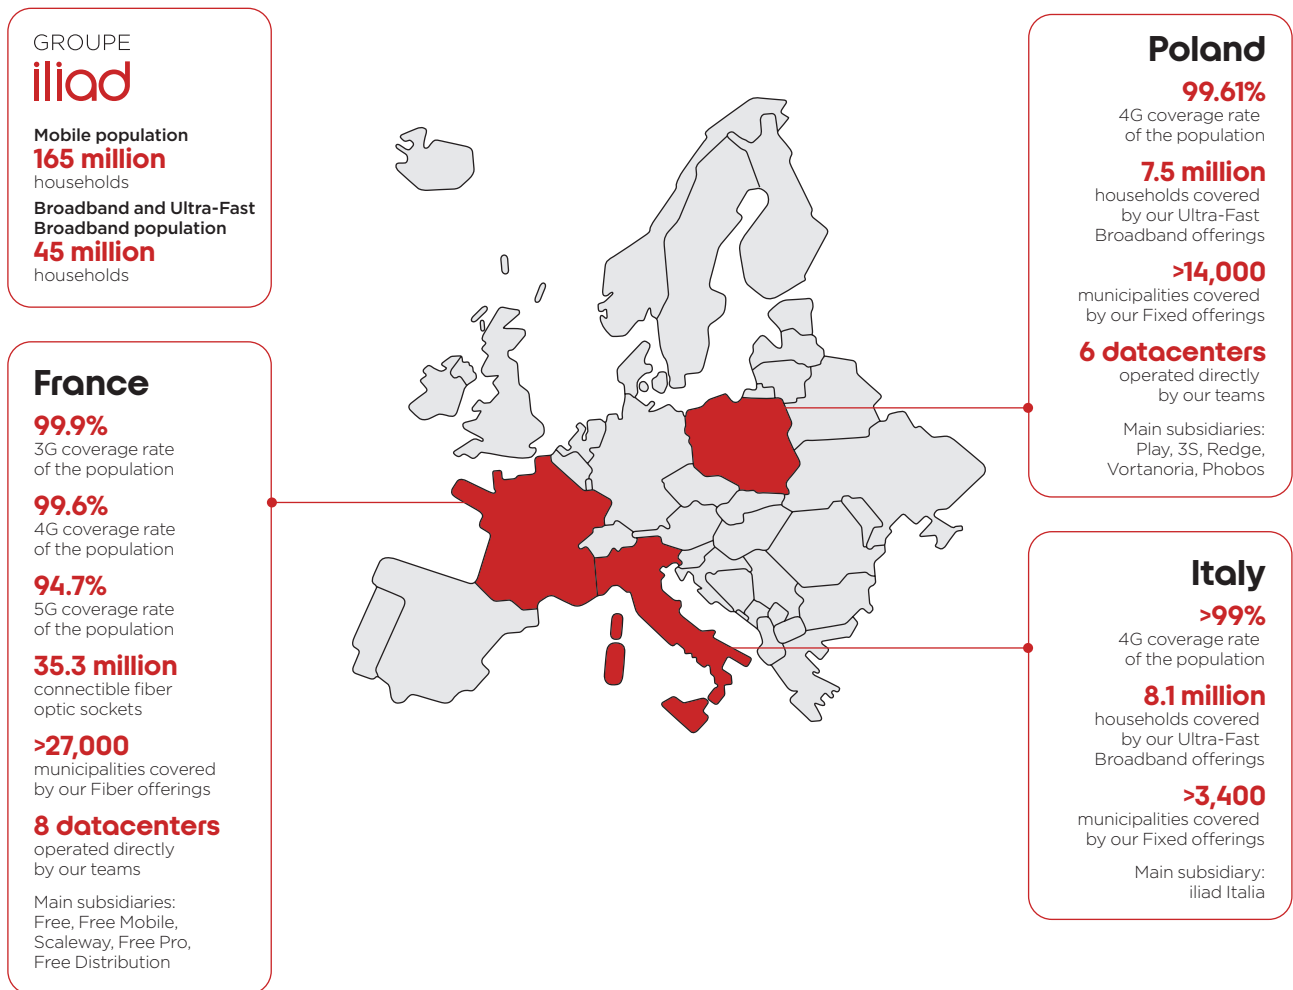 GROUPE
iliad
Mobile population
165 million
households
Broadband and Ultra-Fast
Broadband population
45 million
households
France
99.9%
3G coverage rate
of the population
99.6%
4G coverage rate
of the population
94.7%
5G coverage rate
of the population
35.3 million
connectible fiber
optic sockets
>27,000
municipalities covered
by our Fiber offerings
8 datacenters
operated directly
by our teams
Main subsidiaries:
Free, Free Mobile,
Scaleway, Free Pro,
Free Distribution
Poland
99.61%
4G coverage rate
of the population
7.5 million
households covered
by our Ultra-Fast
Broadband offerings
>14,000
municipalities covered
by our Fixed offerings
6 datacenters
operated directly
by our teams
Main subsidiaries:
Play, 3S, Redge,
Vortanoria, Phobos
Italy
>99%
4G coverage rate
of the population
8.1 million
households covered
by our Ultra-Fast
Broadband offerings
>3,400
municipalities covered
by our Fixed offerings
Main subsidiary:
iliad Italia